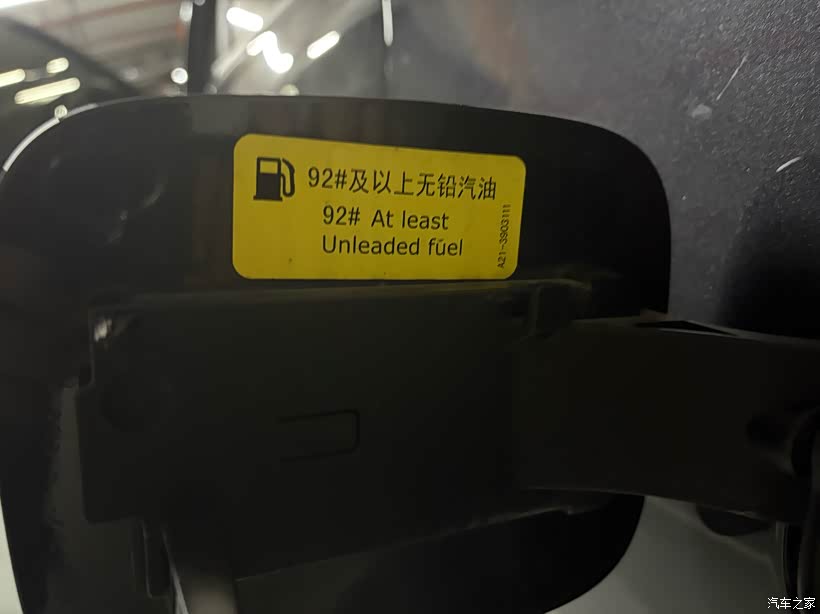 92#及以上无铅汽油
92# At least
Unleaded fuel
A21-3903111
汽车之家